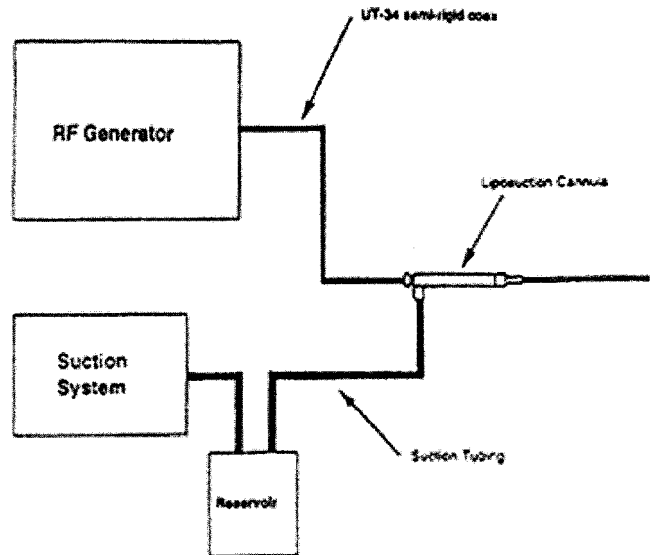 UT-34 semi-rigid coax
RF Generator
Liposuction Cannula
Suction
System
Suction Tubing
Reservoir